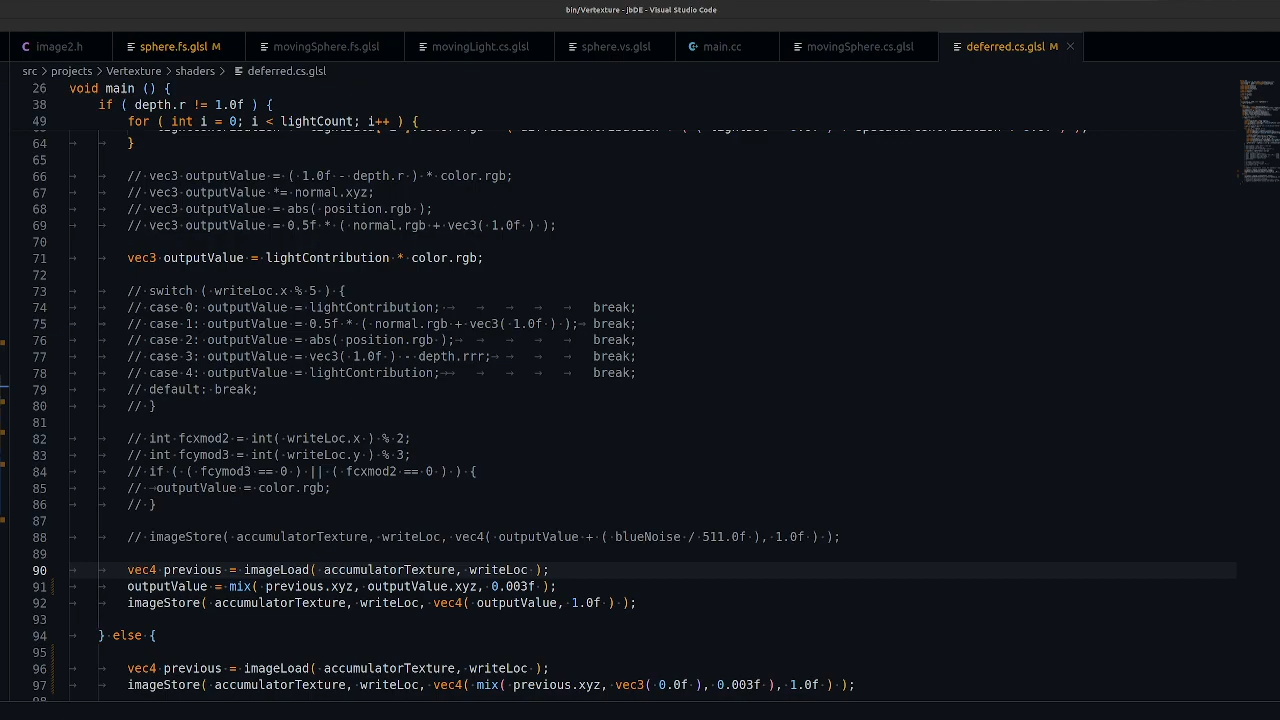 bin/Vertexture - jbDE - Visual Studio Code
image2.h sphere.fs.glsl M movingSphere.fs.glsl movingLight.cs.glsl sphere.vs.glsl main.cc movingSphere.cs.glsl deferred.cs.glsl M
src > projects > Vertexture > shaders > deferred.cs.glsl
26 void main () {
38 if ( depth.r != 1.0f ) {
49 for ( int i = 0; i < lightCount; i++ ) {
64 }
65
66 // vec3 outputValue = ( 1.0f - depth.r ) * color.rgb;
67 // vec3 outputValue *= normal.xyz;
68 // vec3 outputValue = abs( position.rgb );
69 // vec3 outputValue = 0.5f * ( normal.rgb + vec3( 1.0f ) );
70
71 vec3 outputValue = lightContribution * color.rgb;
72
73 // switch ( writeLoc.x % 5 ) {
74 // case 0: outputValue = lightContribution; break;
75 // case 1: outputValue = 0.5f * ( normal.rgb + vec3( 1.0f ) ); break;
76 // case 2: outputValue = abs( position.rgb ); break;
77 // case 3: outputValue = vec3( 1.0f ) - depth.rrr; break;
78 // case 4: outputValue = lightContribution; break;
79 // default: break;
80 // }
81
82 // int fcxmod2 = int( writeLoc.x ) % 2;
83 // int fcymod3 = int( writeLoc.y ) % 3;
84 // if ( ( fcymod3 == 0 ) || ( fcxmod2 == 0 ) ) {
85 // outputValue = color.rgb;
86 // }
87
88 // imageStore( accumulatorTexture, writeLoc, vec4( outputValue + ( blueNoise / 511.0f ), 1.0f ) );
89
90 vec4 previous = imageLoad( accumulatorTexture, writeLoc );
91 outputValue = mix( previous.xyz, outputValue.xyz, 0.003f );
92 imageStore( accumulatorTexture, writeLoc, vec4( outputValue, 1.0f ) );
93
94 } else {
95
96 vec4 previous = imageLoad( accumulatorTexture, writeLoc );
97 imageStore( accumulatorTexture, writeLoc, vec4( mix( previous.xyz, vec3( 0.0f ), 0.003f ), 1.0f ) );